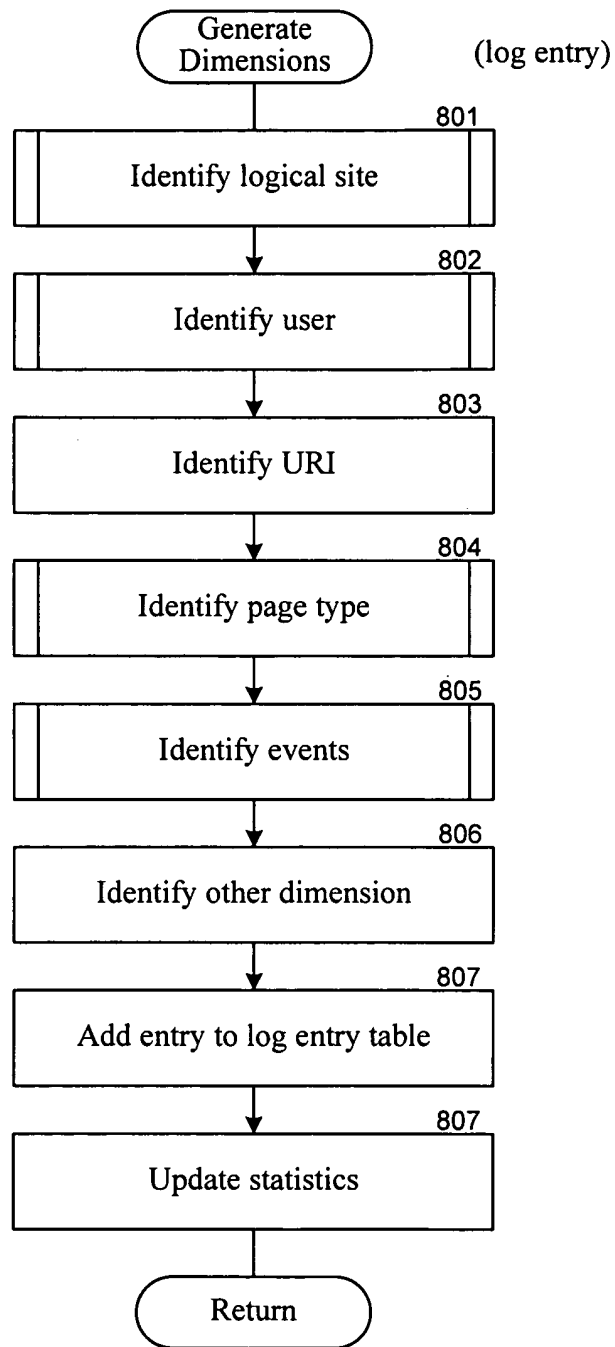 Generate
Dimensions
(log entry)
801
Identify logical site
802
Identify user
803
Identify URI
804
Identify page type
805
Identify events
806
Identify other dimension
807
Add entry to log entry table
807
Update statistics
Return